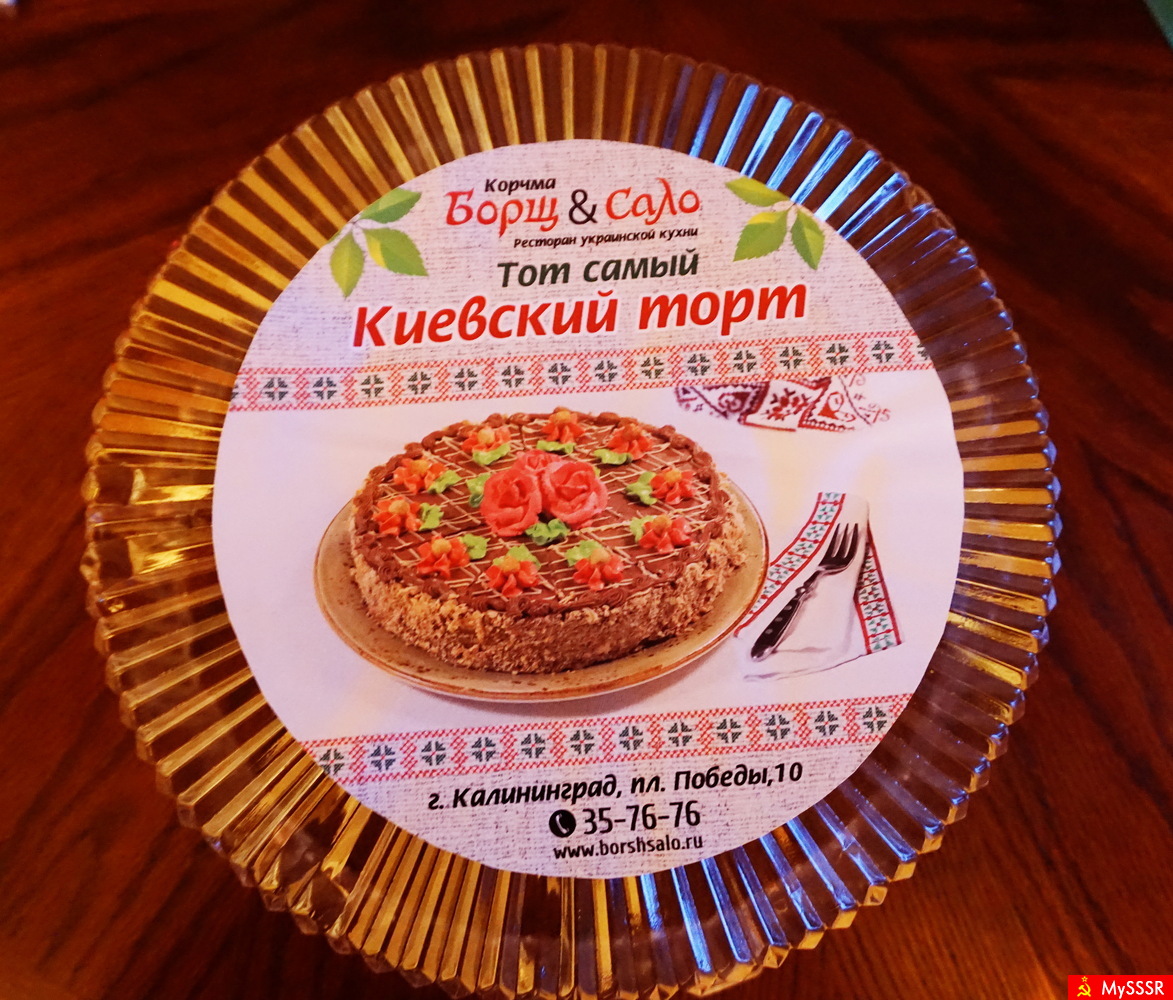 Корчма
Борщ & Сало
Ресторан украинской кухни
Тот самый
Киевский торт
г. Калининград, пл. Победы,10
35-76-76
www.borshsalo.ru
MySSSR